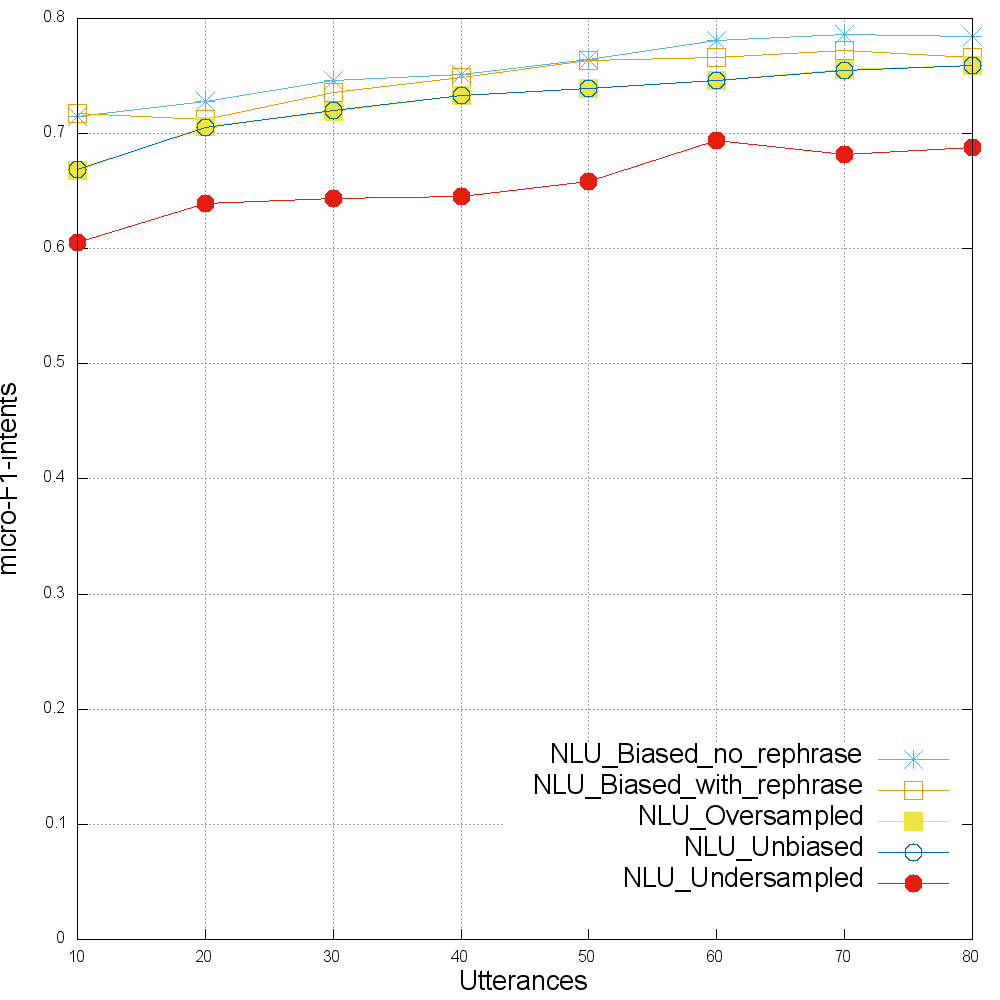 0.8
0.7
0.6
0.5
0.4
0.3
0.2
0.1
0
micro-F1-intents
NLU_Biased_no_rephrase
NLU_Biased_with_rephrase
NLU_Oversampled
NLU_Unbiased
NLU_Undersampled
10 20 30 40 50 60 70 80
Utterances